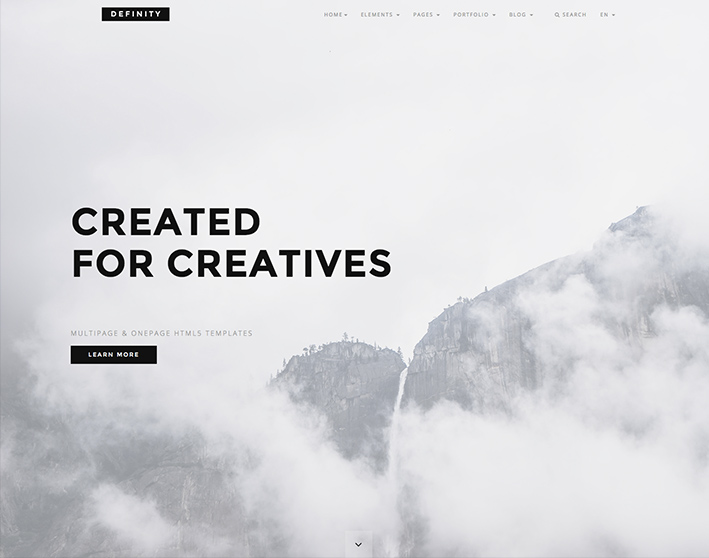 DEFINITY
HOME ELEMENTS PAGES PORTFOLIO BLOG SEARCH EN
CREATED
FOR CREATIVES
MULTIPAGE & ONEPAGE HTML5 TEMPLATES
LEARN MORE